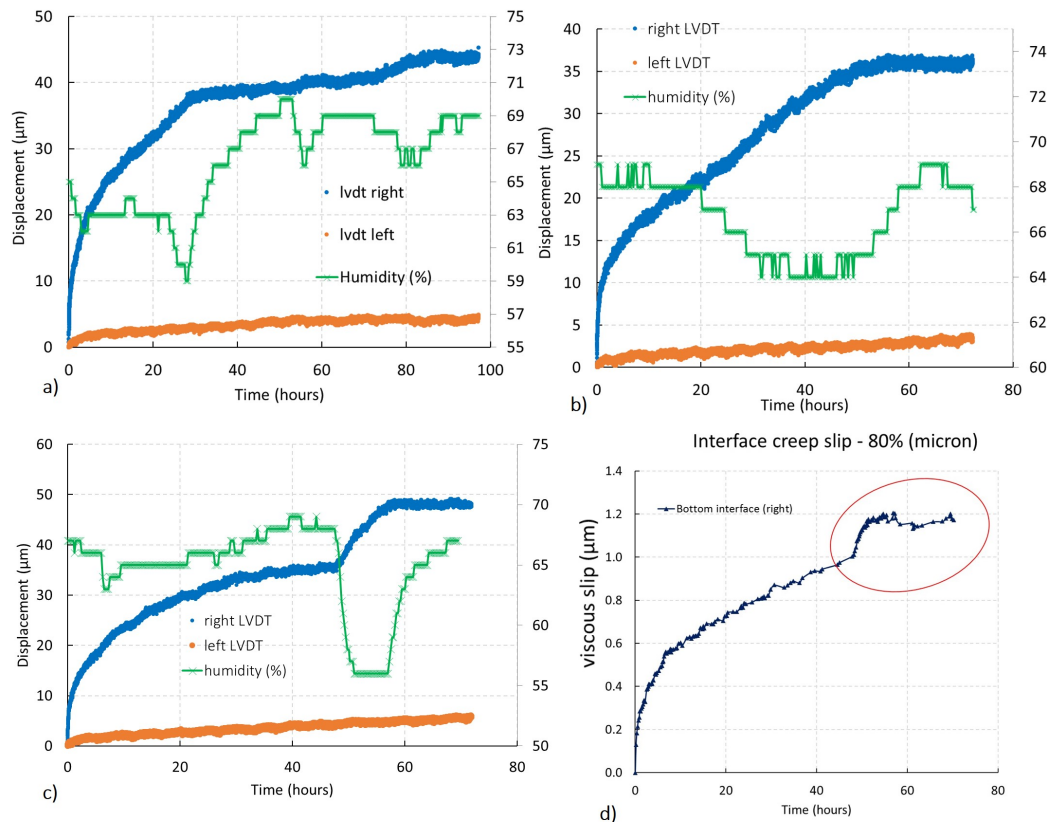 50
45
40
35
30
25
20
15
10
5
0
Displacement (µm)
75
73
71
69
67
65
63
61
59
57
55
lvdt right
lvdt left
Humidity (%)
0 20 40 60 80 100
Time (hours)
a)
40
35
30
25
20
15
10
5
0
Displacement (µm)
74
72
70
68
66
64
62
60
right LVDT
left LVDT
humidity (%)
0 20 40 60 80
Time (hours)
b)
60
50
40
30
20
10
0
Displacement (µm)
75
70
65
60
55
50
right LVDT
left LVDT
humidity (%)
0 20 40 60 80
Time (hours)
c)
Interface creep slip - 80% (micron)
1.4
1.2
1.0
0.8
0.6
0.4
0.2
0.0
viscous slip (µm)
Bottom interface (right)
0 20 40 60 80
Time (hours)
d)